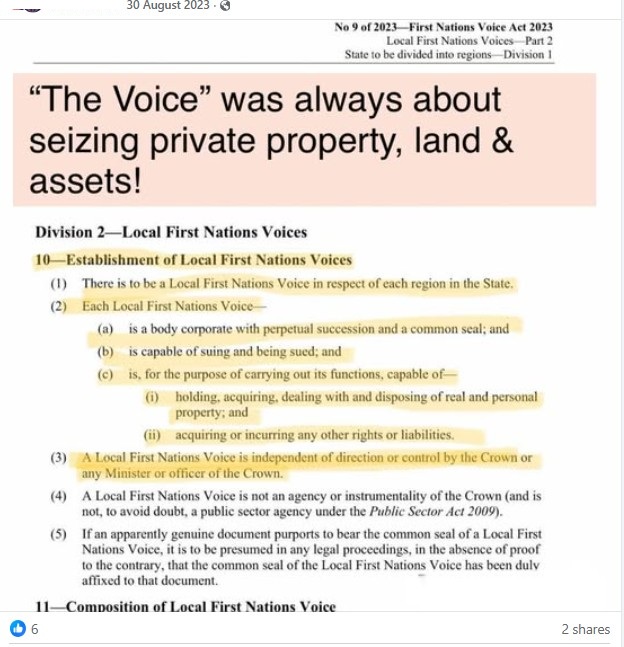 30 August 2023 ·
No 9 of 2023—First Nations Voice Act 2023
Local First Nations Voices—Part 2
State to be divided into regions—Division 1
“The Voice” was always about
seizing private property, land &
assets!
Division 2—Local First Nations Voices
10—Establishment of Local First Nations Voices
(1) There is to be a Local First Nations Voice in respect of each region in the State.
(2) Each Local First Nations Voice—
(a) is a body corporate with perpetual succession and a common seal; and
(b) is capable of suing and being sued; and
(c) is, for the purpose of carrying out its functions, capable of—
(i) holding, acquiring, dealing with and disposing of real and personal
property; and
(ii) acquiring or incurring any other rights or liabilities.
(3) A Local First Nations Voice is independent of direction or control by the Crown or
any Minister or officer of the Crown.
(4) A Local First Nations Voice is not an agency or instrumentality of the Crown (and is
not, to avoid doubt, a public sector agency under the Public Sector Act 2009).
(5) If an apparently genuine document purports to bear the common seal of a Local First
Nations Voice, it is to be presumed in any legal proceedings, in the absence of proof
to the contrary, that the common seal of the Local First Nations Voice has been duly
affixed to that document.
11—Composition of Local First Nations Voice
6
2 shares